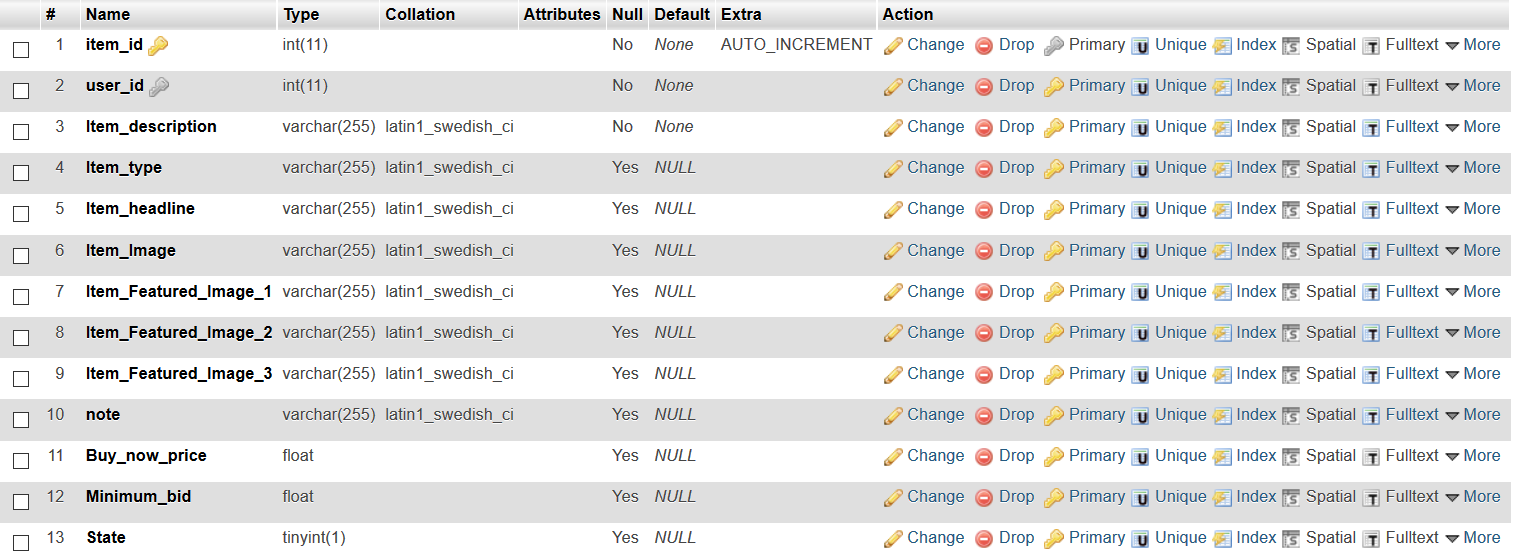 # Name Type Collation Attributes Null Default Extra Action
1 item_id int(11) No None AUTO_INCREMENT Change Drop Primary Unique Index Spatial Fulltext More
2 user_id int(11) No None Change Drop Primary Unique Index Spatial Fulltext More
3 Item_description varchar(255) latin1_swedish_ci No None Change Drop Primary Unique Index Spatial Fulltext More
4 Item_type varchar(255) latin1_swedish_ci Yes NULL Change Drop Primary Unique Index Spatial Fulltext More
5 Item_headline varchar(255) latin1_swedish_ci Yes NULL Change Drop Primary Unique Index Spatial Fulltext More
6 Item_Image varchar(255) latin1_swedish_ci Yes NULL Change Drop Primary Unique Index Spatial Fulltext More
7 Item_Featured_Image_1 varchar(255) latin1_swedish_ci Yes NULL Change Drop Primary Unique Index Spatial Fulltext More
8 Item_Featured_Image_2 varchar(255) latin1_swedish_ci Yes NULL Change Drop Primary Unique Index Spatial Fulltext More
9 Item_Featured_Image_3 varchar(255) latin1_swedish_ci Yes NULL Change Drop Primary Unique Index Spatial Fulltext More
10 note varchar(255) latin1_swedish_ci Yes NULL Change Drop Primary Unique Index Spatial Fulltext More
11 Buy_now_price float Yes NULL Change Drop Primary Unique Index Spatial Fulltext More
12 Minimum_bid float Yes NULL Change Drop Primary Unique Index Spatial Fulltext More
13 State tinyint(1) Yes NULL Change Drop Primary Unique Index Spatial Fulltext More